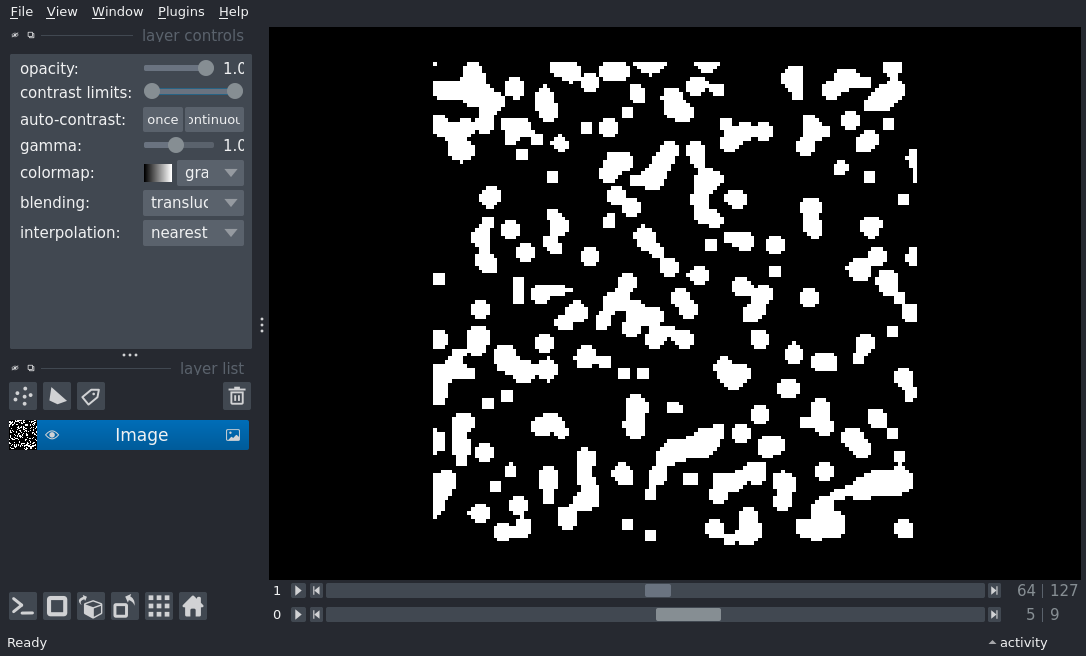 File View Window Plugins Help
layer controls
opacity: 1.0
contrast limits:
auto-contrast: once ontinuou
gamma: 1.0
colormap: gra
blending: transluc
interpolation: nearest
layer list
Image
1 64 | 127
0 5 | 9
Ready activity